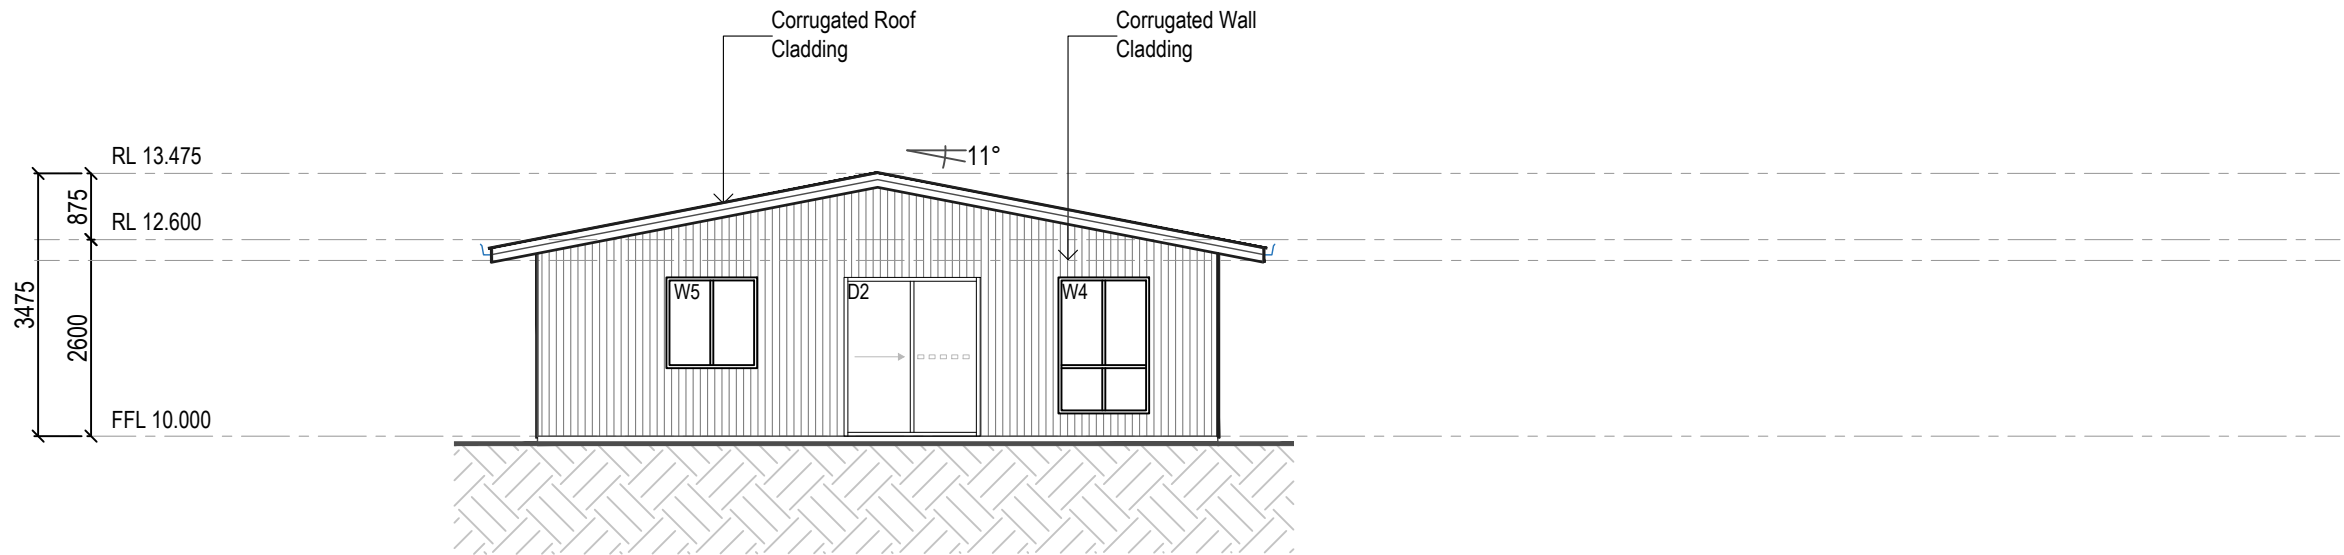 Corrugated Roof
Cladding
Corrugated Wall
Cladding
RL 13.475
11°
875
RL 12.600
3475
2600
W5
D2
W4
FFL 10.000